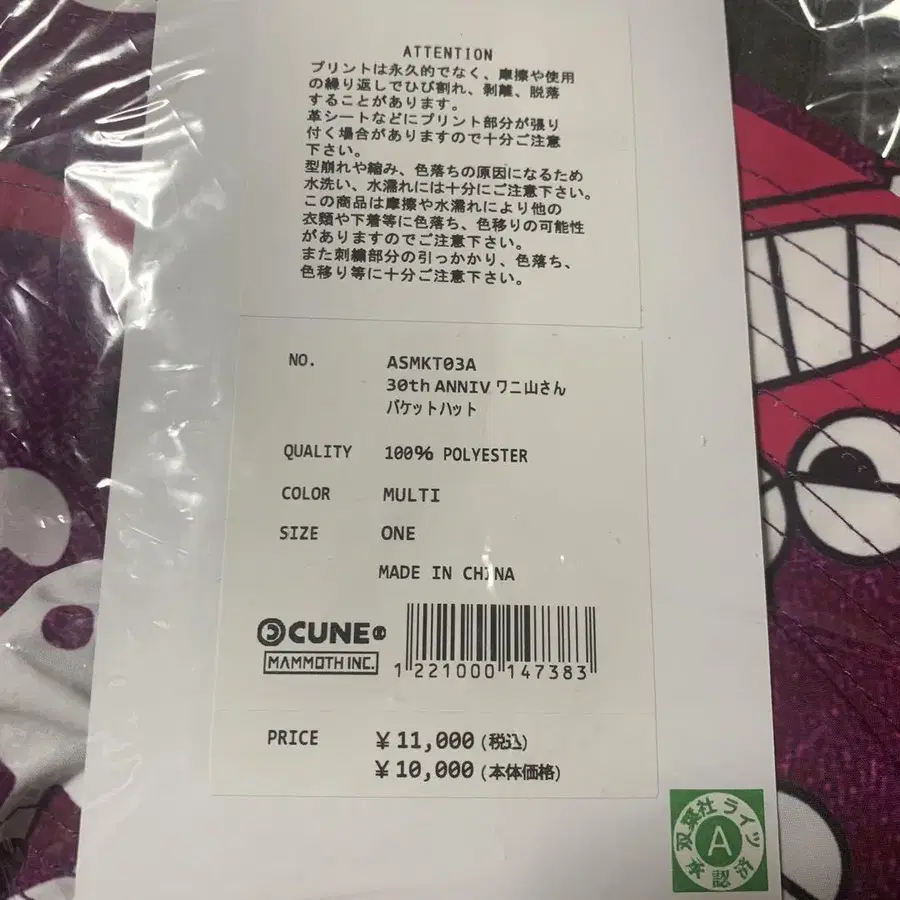 ATTENTION
プリントは永久的でなく、摩擦や使用
の繰り返しでひび割れ、剥離、脱落
することがあります。
革シートなどにプリント部分が張り
付く場合がありますので十分ご注意
下さい。
型崩れや縮み、色落ちの原因になるため
水洗い、水濡れには十分にご注意下さい。
この商品は摩擦や水濡れにより他の
衣類や下着等に色落ち、色移りの可能性
がありますのでご注意下さい。
また刺繍部分の引っかかり、色落ち、
色移り等に十分ご注意下さい。
NO. ASMKT03A
30th ANNIV ワニ山さん
バケットハット
QUALITY 100% POLYESTER
COLOR MULTI
SIZE ONE
MADE IN CHINA
CUNE
MAMMOTH INC.
1 221000 147383
PRICE ¥11,000 (税込)
¥10,000 (本体価格)
双葉社ライツ
A
承認済